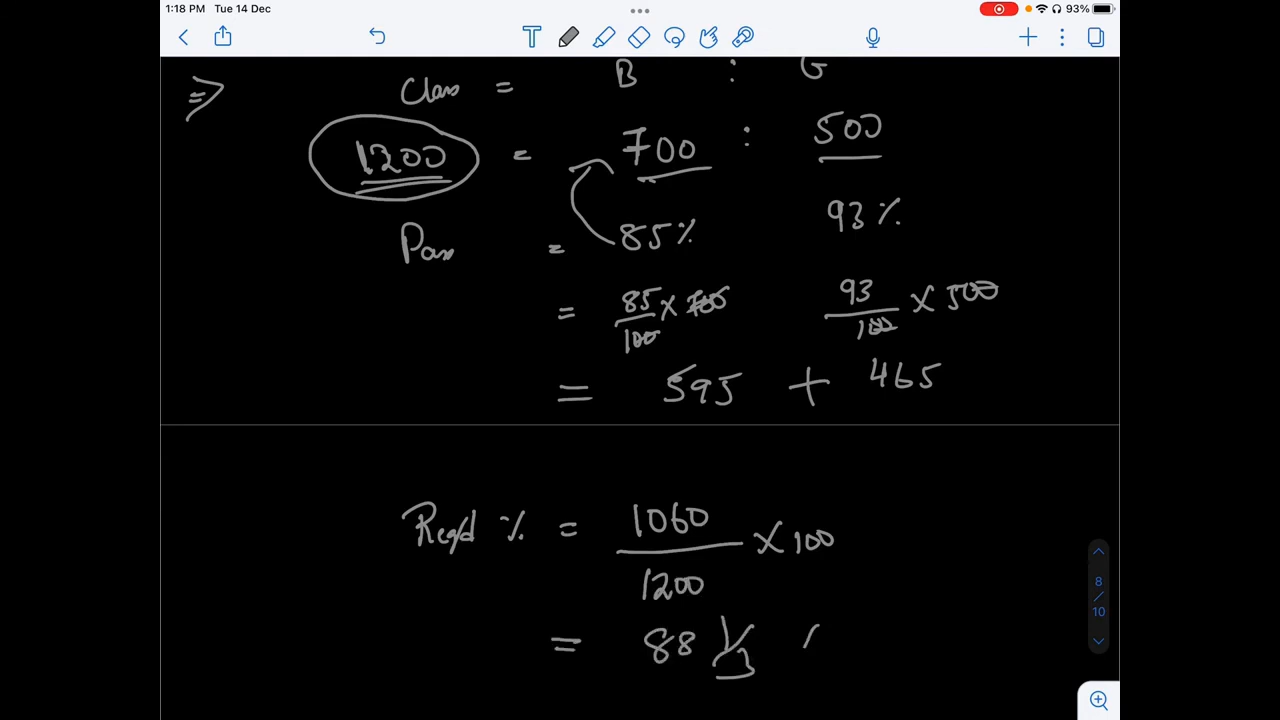 1:18 PM Tue 14 Dec 93%
Class = B : G
1200 = 700 : 500
Pass = 85% 93%
= 85/100 × 700 93/100 × 500
= 595 + 465
Reqd % = 1060/1200 × 100
= 88 1/3
8 / 10